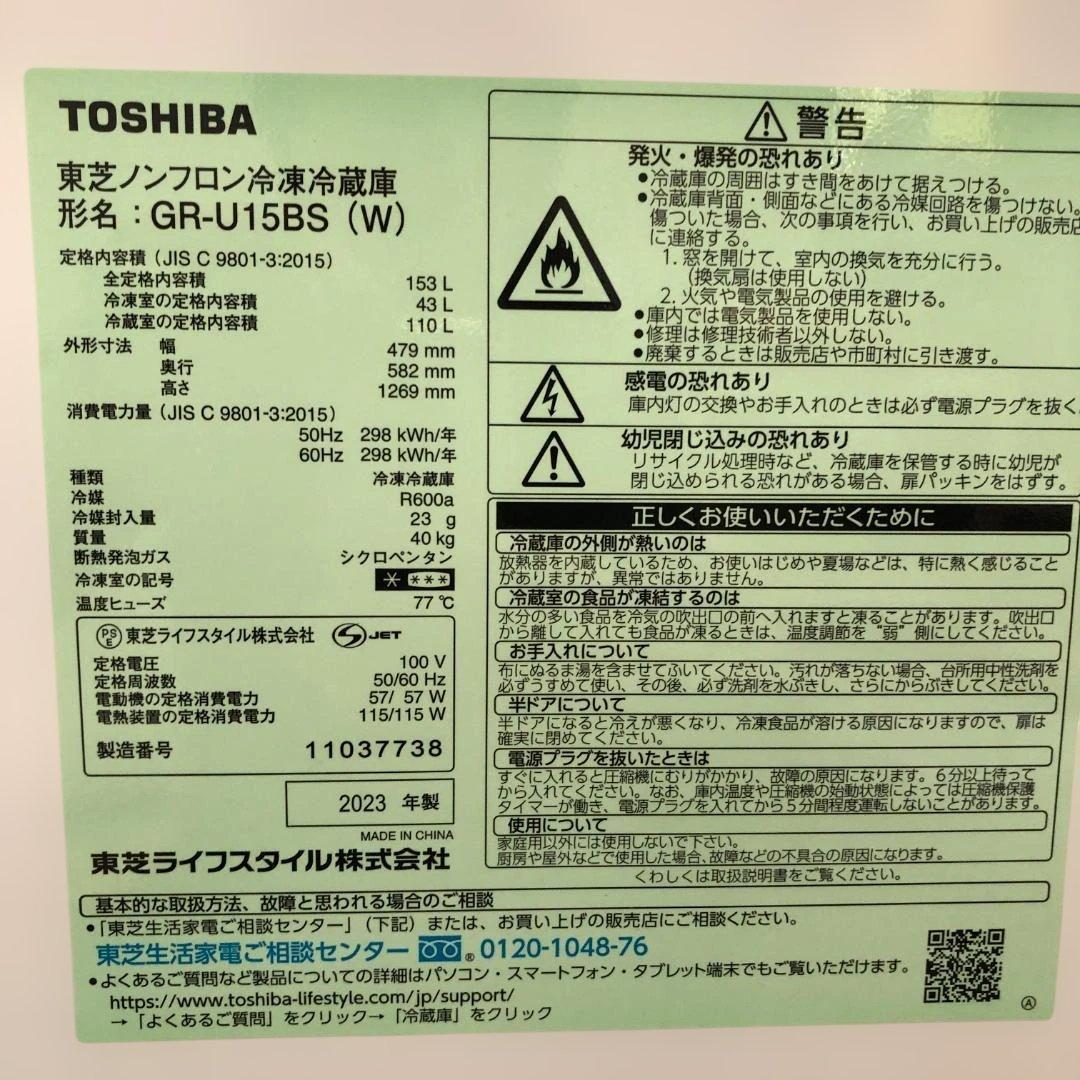 TOSHIBA
東芝ノンフロン冷凍冷蔵庫
形名：GR-U15BS（W）
定格内容積（JIS C 9801-3:2015）
全定格内容積 153 L
冷凍室の定格内容積 43 L
冷蔵室の定格内容積 110 L
外形寸法 幅 479 mm
奥行 582 mm
高さ 1269 mm
消費電力量（JIS C 9801-3:2015）
50Hz 298 kWh/年
60Hz 298 kWh/年
種類 冷凍冷蔵庫
冷媒 R600a
冷媒封入量 23 g
質量 40 kg
断熱発泡ガス シクロペンタン
冷凍室の記号 * ***
温度ヒューズ 77 ℃
PSE 東芝ライフスタイル株式会社 S JET
定格電圧 100 V
定格周波数 50/60 Hz
電動機の定格消費電力 57/ 57 W
電熱装置の定格消費電力 115/115 W
製造番号 11037738
2023 年製
MADE IN CHINA
東芝ライフスタイル株式会社
警告
発火・爆発の恐れあり
●冷蔵庫の周囲はすき間をあけて据えつける。
●冷蔵庫背面・側面などにある冷媒回路を傷つけない。
傷ついた場合、次の事項を行い、お買い上げの販売店
に連絡する。
1. 窓を開けて、室内の換気を充分に行う。
（換気扇は使用しない）
2. 火気や電気製品の使用を避ける。
●庫内では電気製品を使用しない。
●修理は修理技術者以外しない。
●廃棄するときは販売店や市町村に引き渡す。
感電の恐れあり
庫内灯の交換やお手入れのときは必ず電源プラグを抜く。
幼児閉じ込みの恐れあり
リサイクル処理時など、冷蔵庫を保管する時に幼児が
閉じ込められる恐れがある場合、扉パッキンをはずす。
正しくお使いいただくために
冷蔵庫の外側が熱いのは
放熱器を内蔵しているため、お使いはじめや夏場などは、特に熱く感じること
がありますが、異常ではありません。
冷蔵室の食品が凍結するのは
水分の多い食品を冷気の吹出口の前へ入れますと凍ることがあります。吹出口
から離して入れても食品が凍るときは、温度調節を“弱”側にしてください。
お手入れについて
布にぬるま湯を含ませてふいてください。汚れが落ちない場合、台所用中性洗剤を
必ずうすめて使い、その後、必ず洗剤を水ぶきし、さらにからぶきしてください。
半ドアについて
半ドアになると冷えが悪くなり、冷凍食品が溶ける原因になりますので、扉は
確実に閉めてください。
電源プラグを抜いたときは
すぐに入れると圧縮機にむりがかかり、故障の原因になります。6分以上待って
から入れてください。なお、庫内温度や圧縮機の始動状態によっては圧縮機保護
タイマーが働き、電源プラグを入れてから5分間程度運転しないことがあります。
使用について
家庭用以外には使用しないで下さい。
厨房や屋外などで使用した場合、故障などの不具合の原因になります。
くわしくは取扱説明書をご覧ください。
基本的な取扱方法、故障と思われる場合のご相談
●「東芝生活家電ご相談センター」（下記）または、お買い上げの販売店にご相談ください。
東芝生活家電ご相談センター ® 0120-1048-76
●よくあるご質問など製品についての詳細はパソコン・スマートフォン・タブレット端末でもご覧いただけます。
https://www.toshiba-lifestyle.com/jp/support/
→「よくあるご質問」をクリック→「冷蔵庫」をクリック
Ⓐ